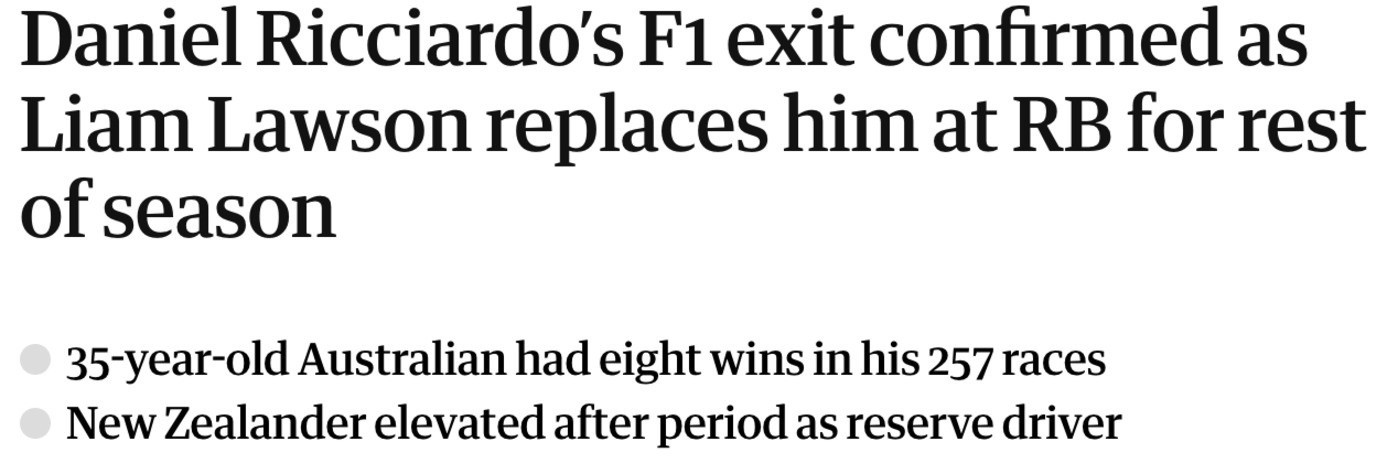 Daniel Ricciardo’s F1 exit confirmed as
Liam Lawson replaces him at RB for rest
of season
35-year-old Australian had eight wins in his 257 races
New Zealander elevated after period as reserve driver